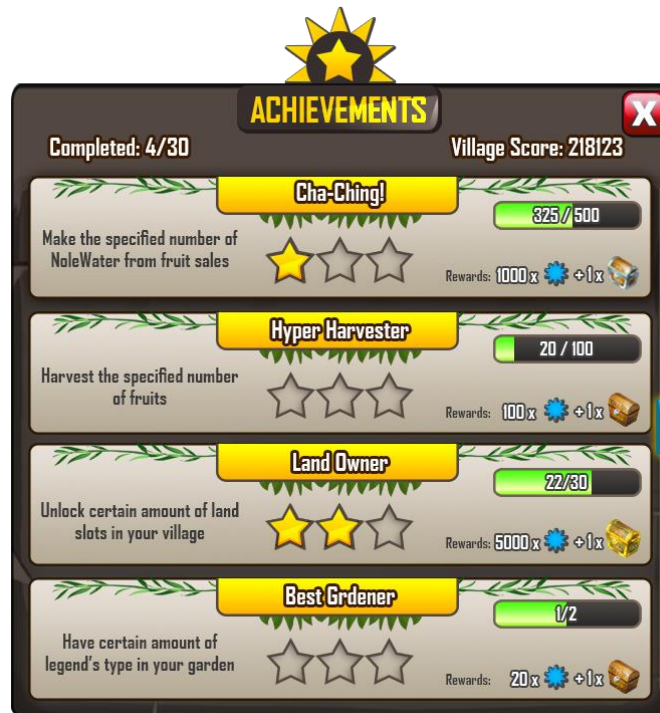 ACHIEVEMENTS
X
Completed: 4/30
Village Score: 218123
Cha-Ching!
325 / 500
Make the specified number of
NoleWater from fruit sales
Rewards: 1000 x +1 x
Hyper Harvester
20 / 100
Harvest the specified number
of fruits
Rewards: 100 x +1 x
Land Owner
22/30
Unlock certain amount of land
slots in your village
Rewards: 5000 x +1 x
Best Grdener
1/2
Have certain amount of
legend's type in your garden
Rewards: 20 x +1 x